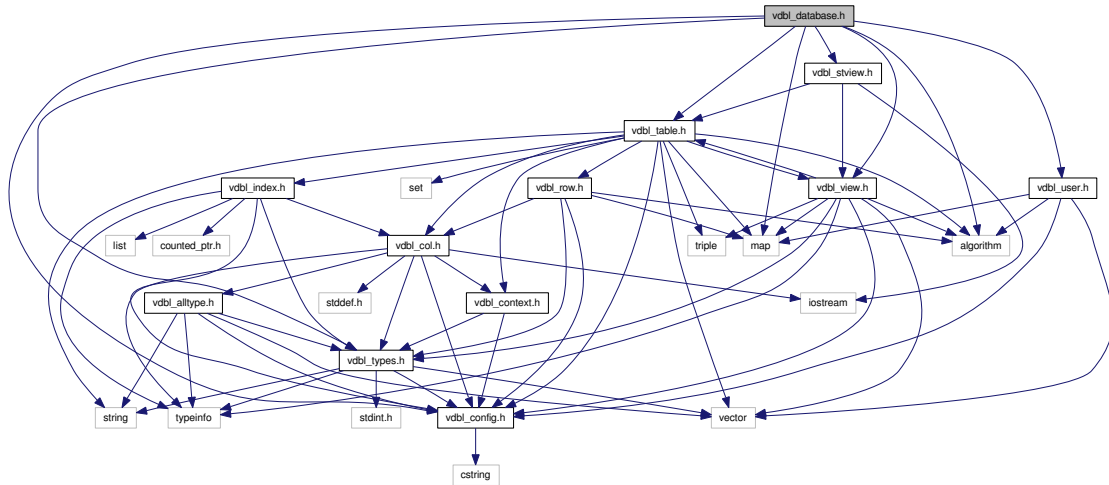 vdbl_database.h
vdbl_stview.h
vdbl_table.h
set
vdbl_index.h
vdbl_row.h
vdbl_view.h
vdbl_user.h
list
counted_ptr.h
vdbl_col.h
triple
map
algorithm
stddef.h
vdbl_alltype.h
vdbl_context.h
iostream
vdbl_types.h
string
typeinfo
stdint.h
vdbl_config.h
vector
cstring